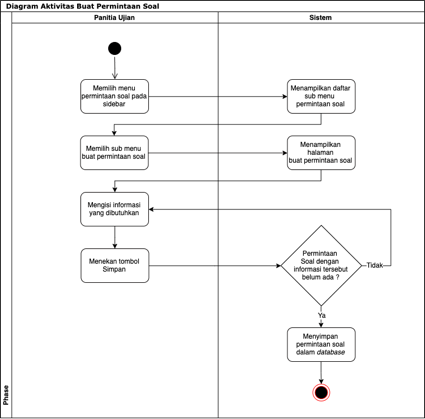 Diagram Aktivitas Buat Permintaan Soal
Panitia Ujian
Sistem
Memilih menu
permintaan soal pada
sidebar
Menampilkan daftar
sub menu
permintaan soal
Memilih sub menu
buat permintaan soal
Menampilkan
halaman
buat permintaan soal
Mengisi informasi
yang dibutuhkan
Menekan tombol
Simpan
Permintaan
Soal dengan
informasi tersebut
belum ada ?
Tidak
Ya
Menyimpan
permintaan soal
dalam database
Phase